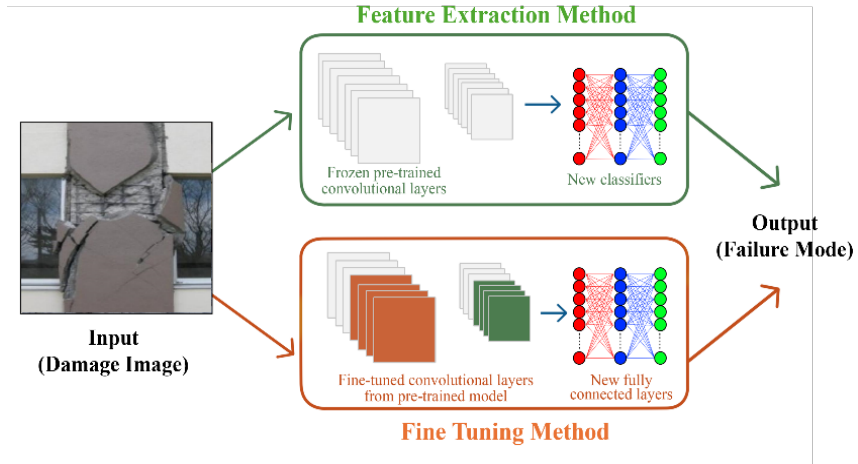 Feature Extraction Method
Frozen pre-trained
convolutional layers
New classifiers
Input
(Damage Image)
Output
(Failure Mode)
Fine-tuned convolutional layers
from pre-trained model
New fully
connected layers
Fine Tuning Method